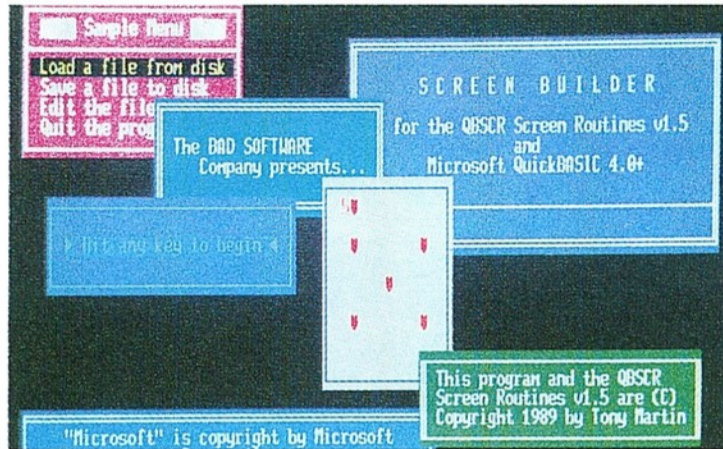 Sample Menu
Load a file from disk
Save a file to disk
Edit the file
Quit the prog
SCREEN BUILDER
for the QBSCR Screen Routines v1.5
and
Microsoft QuickBASIC 4.0+
The BAD SOFTWARE
Company presents...
Hit any key to begin
5
This program and the QBSCR
Screen Routines v1.5 are (C)
Copyright 1989 by Tony Martin
"Microsoft" is copyright by Microsoft